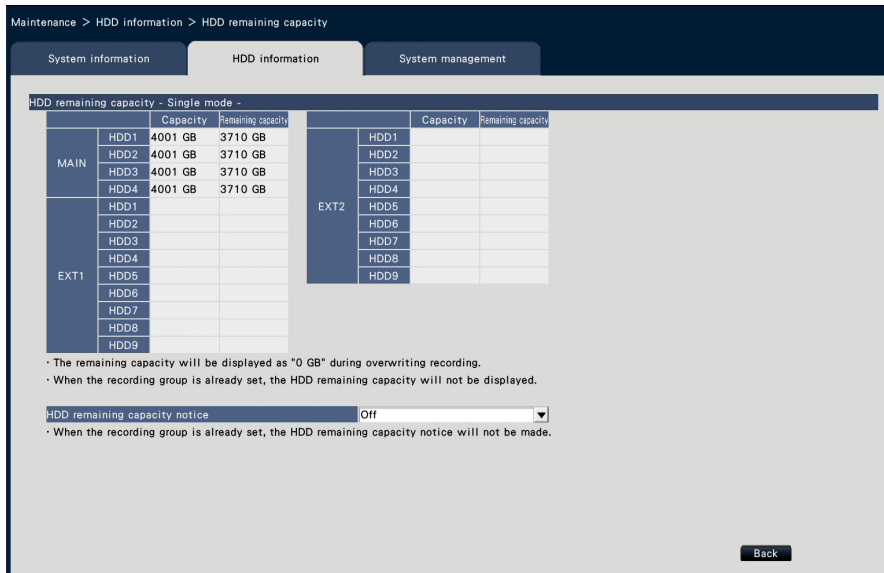 Maintenance > HDD information > HDD remaining capacity
System information HDD information System management
HDD remaining capacity - Single mode -
Capacity Remaining capacity
MAIN
HDD1 4001 GB 3710 GB
HDD2 4001 GB 3710 GB
HDD3 4001 GB 3710 GB
HDD4 4001 GB 3710 GB
EXT1
HDD1
HDD2
HDD3
HDD4
HDD5
HDD6
HDD7
HDD8
HDD9
Capacity Remaining capacity
EXT2
HDD1
HDD2
HDD3
HDD4
HDD5
HDD6
HDD7
HDD8
HDD9
· The remaining capacity will be displayed as "0 GB" during overwriting recording.
· When the recording group is already set, the HDD remaining capacity will not be displayed.
HDD remaining capacity notice Off
· When the recording group is already set, the HDD remaining capacity notice will not be made.
Back